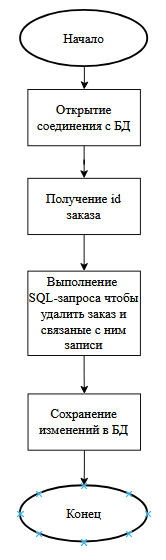 Начало
Открытие
соединения с БД
Получение id
заказа
Выполнение
SQL-запроса чтобы
удалить заказ и
связаные с ним
записи
Сохранение
изменений в БД
Конец